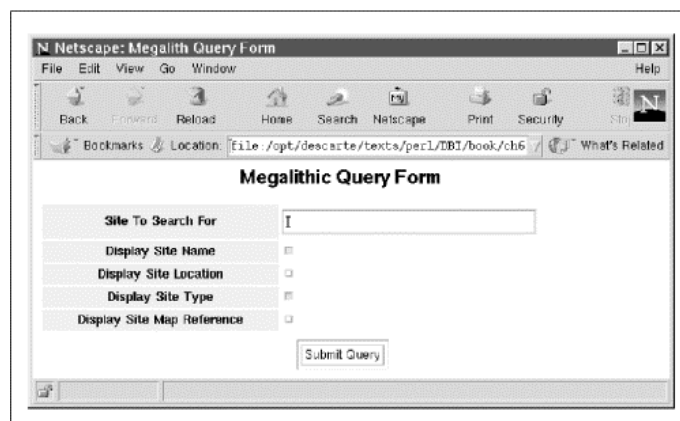 N Netscape: Megalith Query Form
File Edit View Go Window Help
Back Forward Reload Home Search Netscape Print Security Stop
My
N
Bookmarks Location: file:/opt/descarte/texts/perl/DBI/book/ch6 What's Related
Megalithic Query Form
Site To Search For
Display Site Name
Display Site Location
Display Site Type
Display Site Map Reference
Submit Query